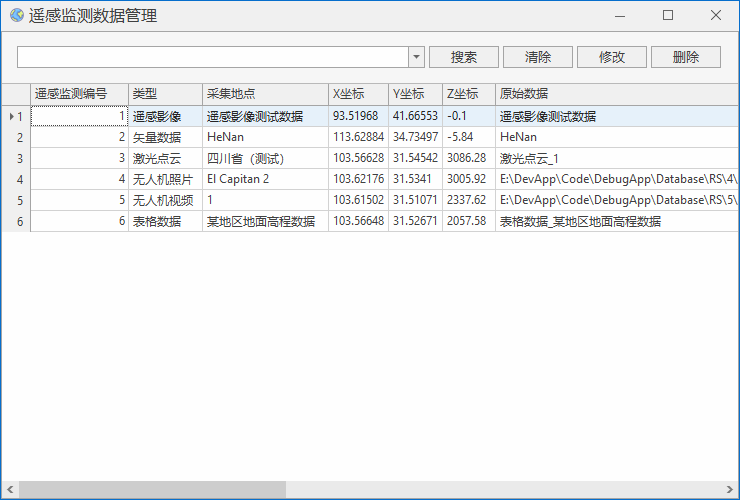 遥感监测数据管理
搜索 清除 修改 删除
遥感监测编号 类型 采集地点 X坐标 Y坐标 Z坐标 原始数据
1 1 遥感影像 遥感影像测试数据 93.51968 41.66553 -0.1 遥感影像测试数据
2 2 矢量数据 HeNan 113.62884 34.73497 -5.84 HeNan
3 3 激光点云 四川省（测试） 103.56628 31.54542 3086.28 激光点云_1
4 4 无人机照片 El Capitan 2 103.62176 31.5341 3005.92 E:\DevApp\Code\DebugApp\Database\RS\4\
5 5 无人机视频 1 103.61502 31.51071 2337.62 E:\DevApp\Code\DebugApp\Database\RS\5\
6 6 表格数据 某地区地面高程数据 103.56648 31.52671 2057.58 表格数据_某地区地面高程数据